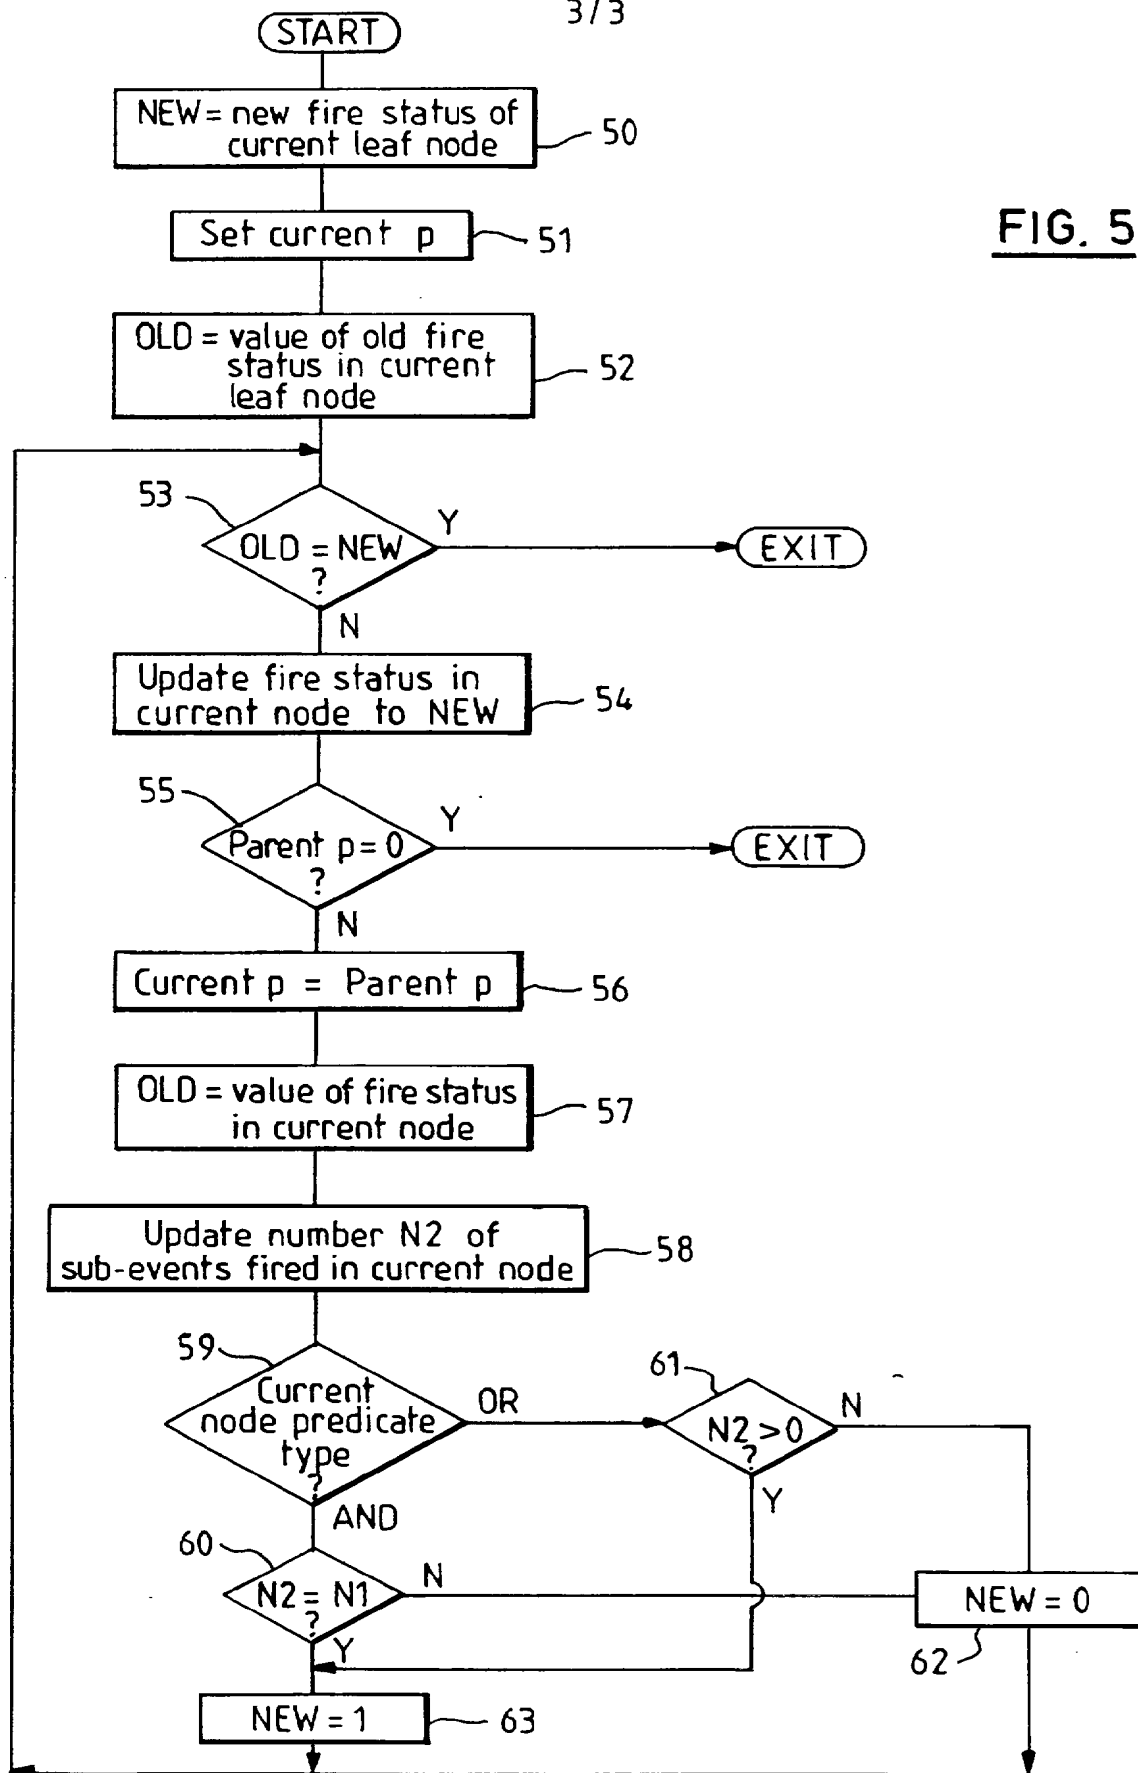 3/3
START
NEW = new fire status of
current leaf node
50
Set current p
51
FIG. 5
OLD = value of old fire
status in current
leaf node
52
53
OLD = NEW
?
Y
EXIT
N
Update fire status in
current node to NEW
54
55
Parent p = 0
?
Y
EXIT
N
Current p = Parent p
56
OLD = value of fire status
in current node
57
Update number N2 of
sub-events fired in current node
58
59
Current
node predicate
type
?
OR
61
N2 > 0
?
N
Y
AND
60
N2 = N1
?
N
Y
NEW = 0
62
NEW = 1
63